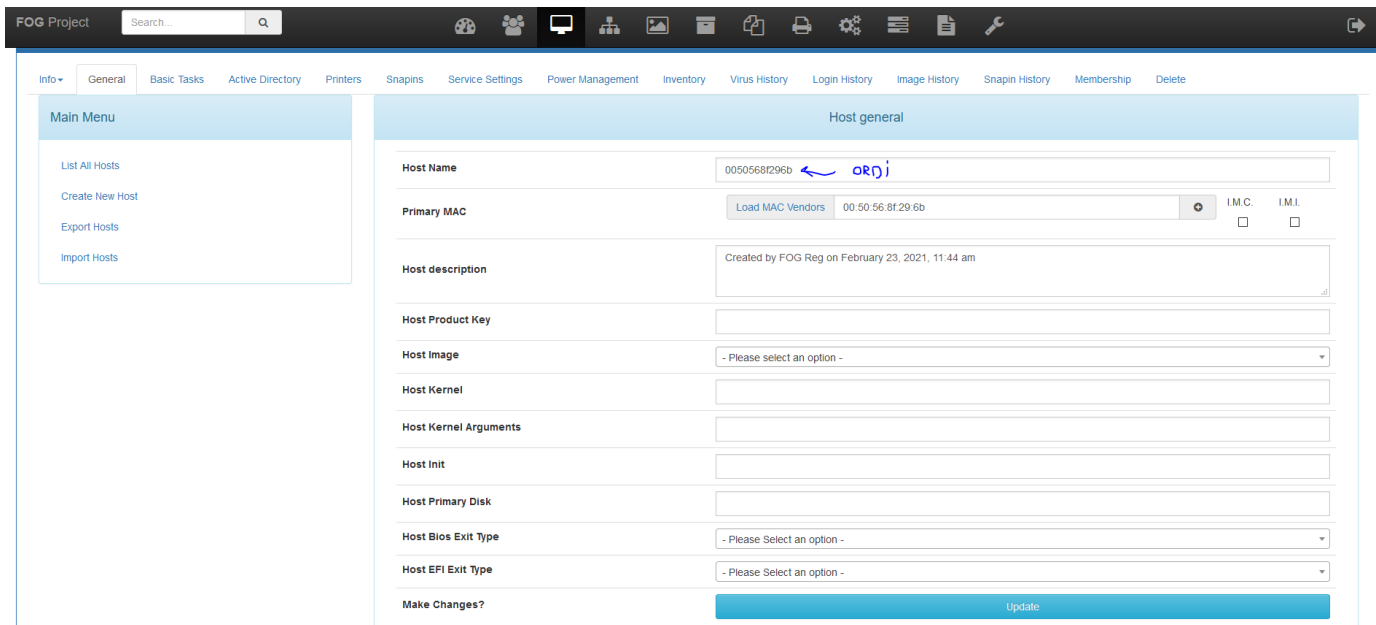 FOG Project Search...
Info General Basic Tasks Active Directory Printers Snapins Service Settings Power Management Inventory Virus History Login History Image History Snapin History Membership Delete
Main Menu
List All Hosts
Create New Host
Export Hosts
Import Hosts
Host general
Host Name 0050568f296b ORDi
Primary MAC Load MAC Vendors 00:50:56:8f:29:6b I.M.C. I.M.I.
Host description Created by FOG Reg on February 23, 2021, 11:44 am
Host Product Key
Host Image - Please select an option -
Host Kernel
Host Kernel Arguments
Host Init
Host Primary Disk
Host Bios Exit Type - Please Select an option -
Host EFI Exit Type - Please Select an option -
Make Changes? Update